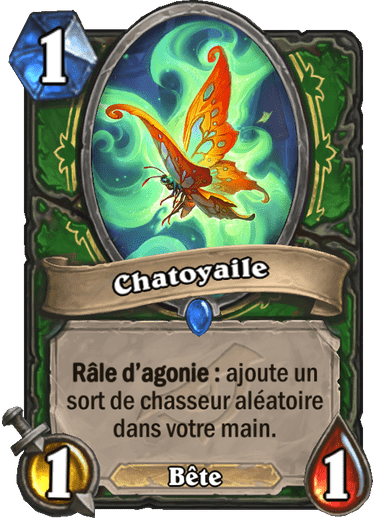 1
Chatoyaile
Râle d’agonie : ajoute un
sort de chasseur aléatoire
dans votre main.
1
Bête
1